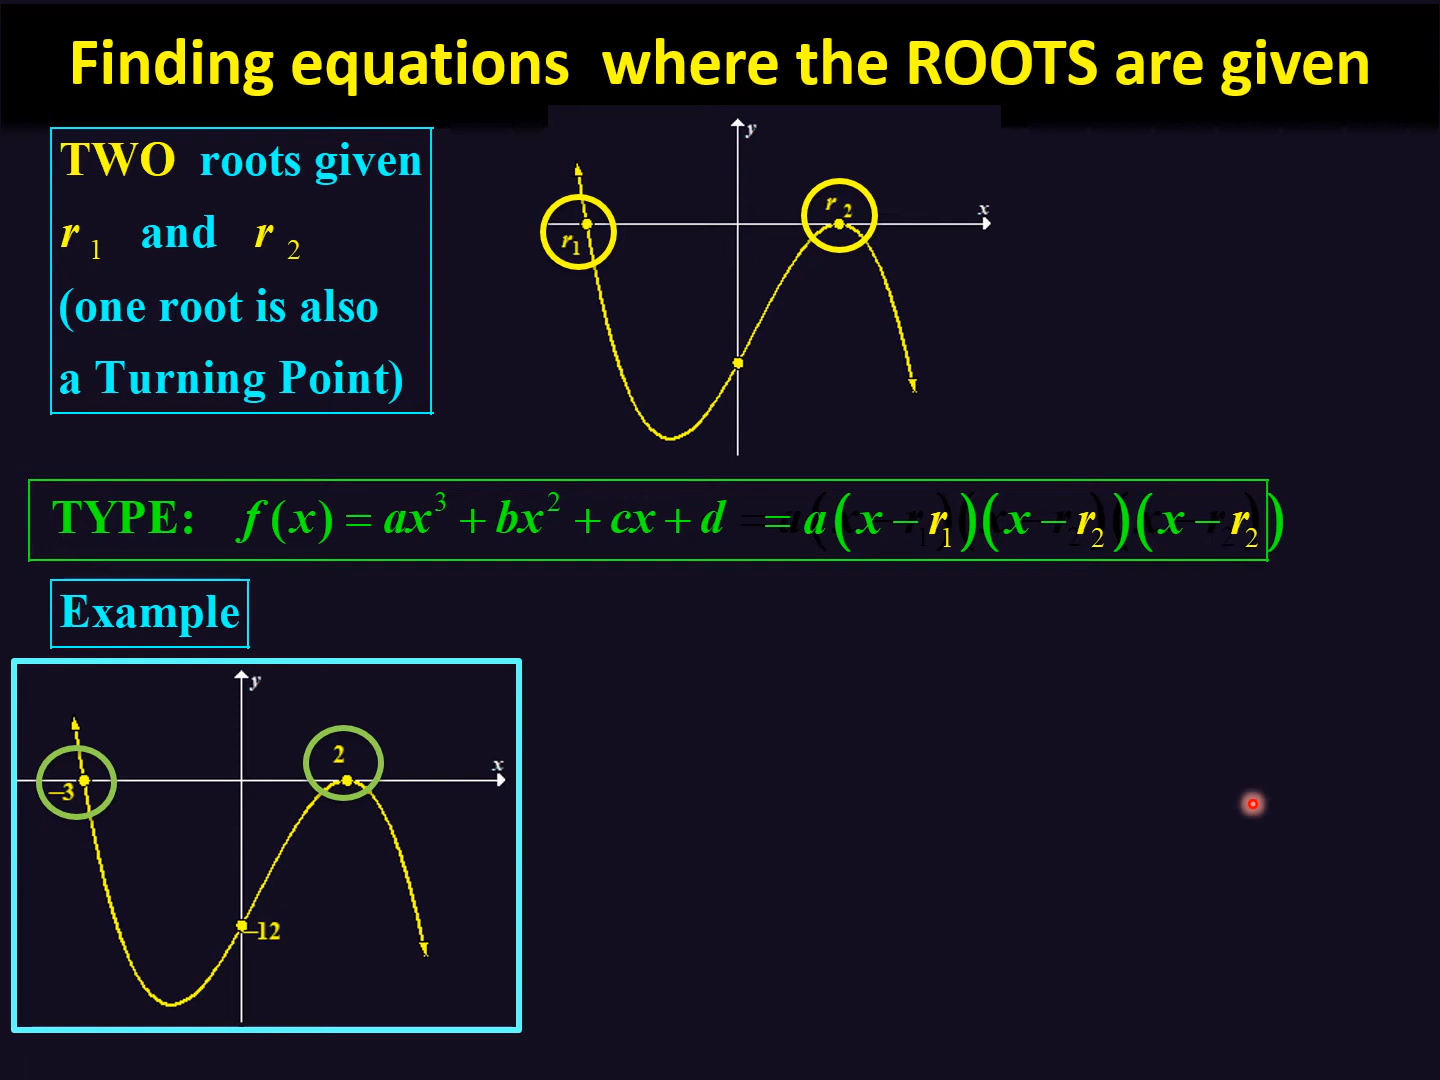 Finding equations where the ROOTS are given
TWO roots given
r₁ and r₂
(one root is also
a Turning Point)
y
x
r₁
r₂
TYPE: f(x) = ax³ + bx² + cx + d = a(x − r₁)(x − r₂)(x − r₂)
Example
y
x
2
−3
−12